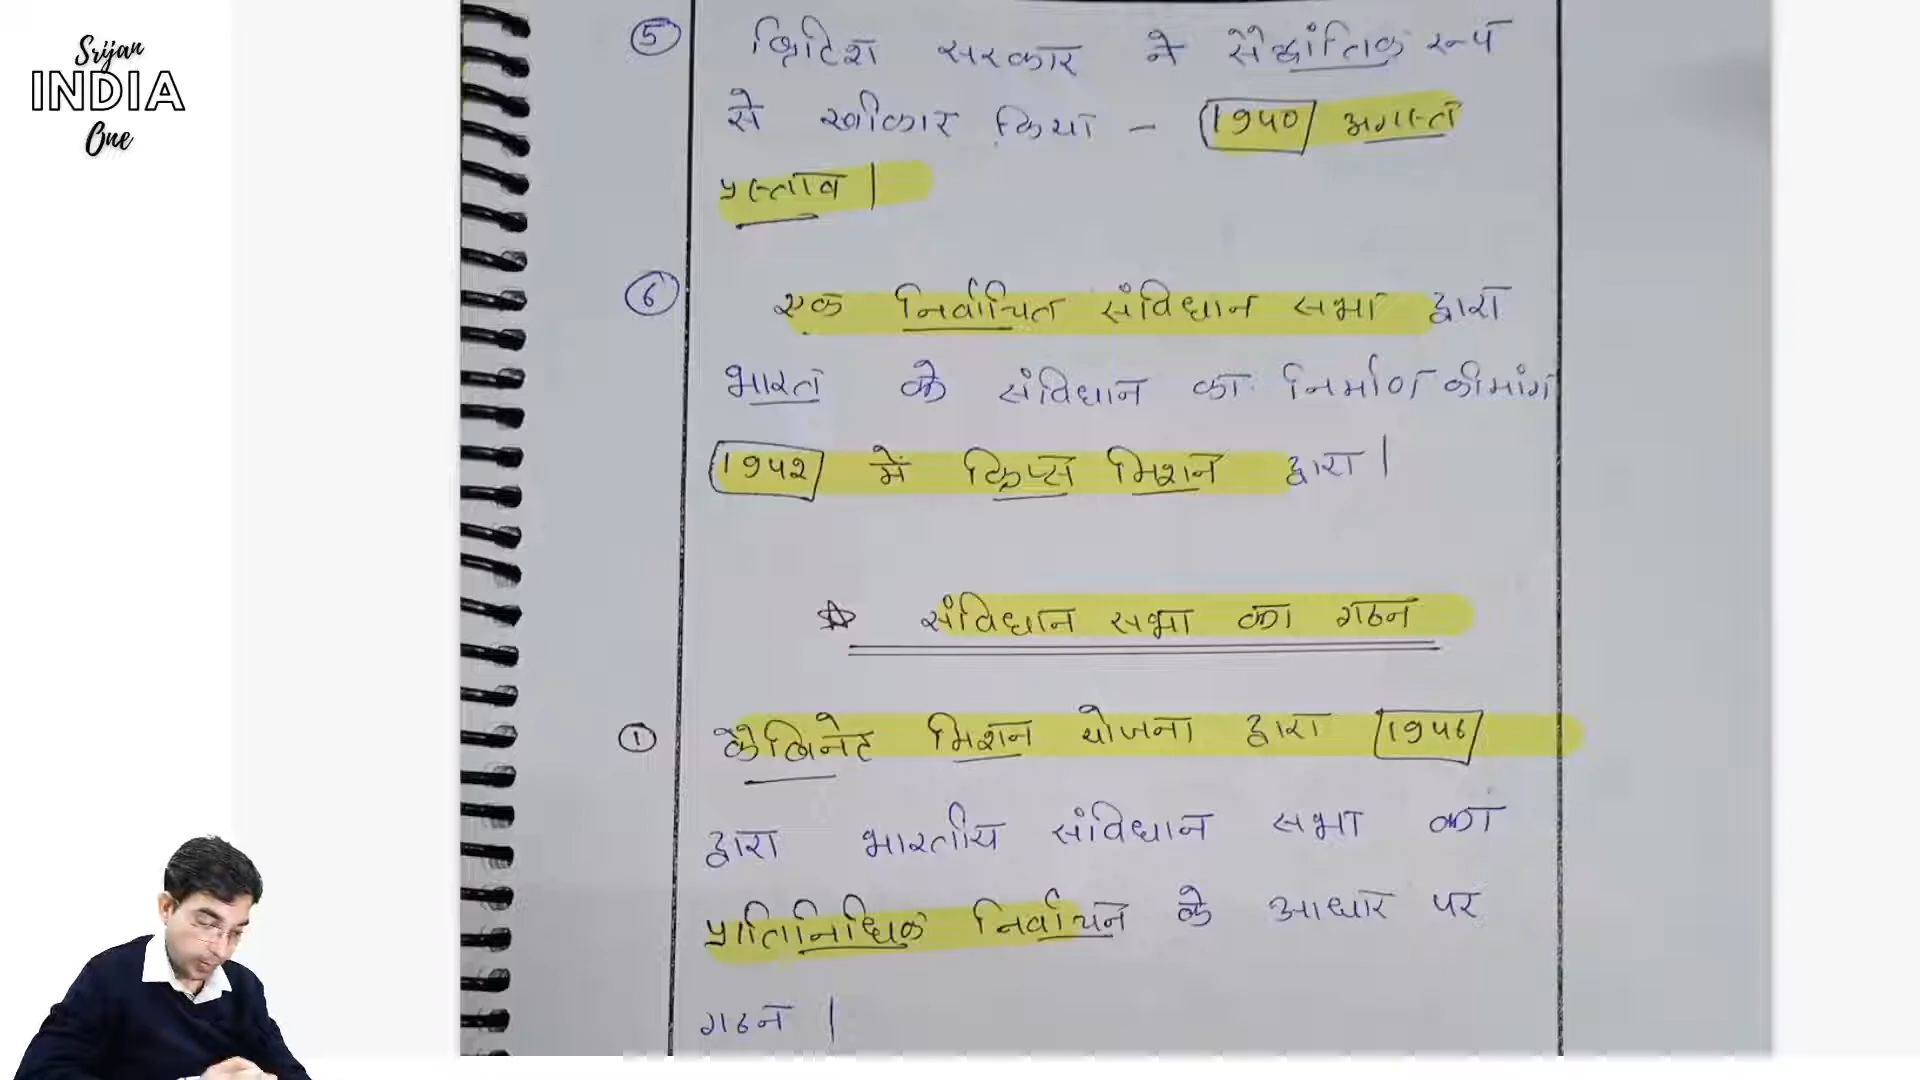 Srijan
INDIA
One
5 ब्रिटिश सरकार ने सैद्धांतिक रूप
से स्वीकार किया - 1940 अगस्त
प्रस्ताव |
6 एक निर्वाचित संविधान सभा द्वारा
भारत के संविधान का निर्माण की मांग
1942 में क्रिप्स मिशन द्वारा |
☆ संविधान सभा का गठन
1 कैबिनेट मिशन योजना द्वारा 1946
द्वारा भारतीय संविधान सभा का
प्रातिनिधिक निर्वाचन के आधार पर
गठन |